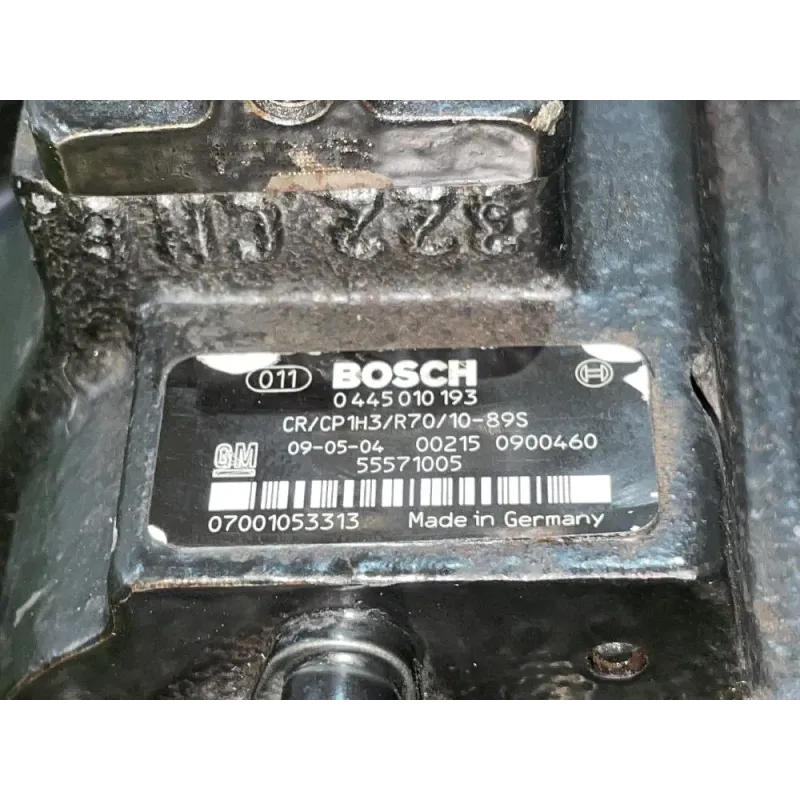 011 BOSCH
0 445 010 193
CR/CP1H3/R70/10-89S
GM 09-05-04 00215 0900460
55571005
07001053313 Made in Germany